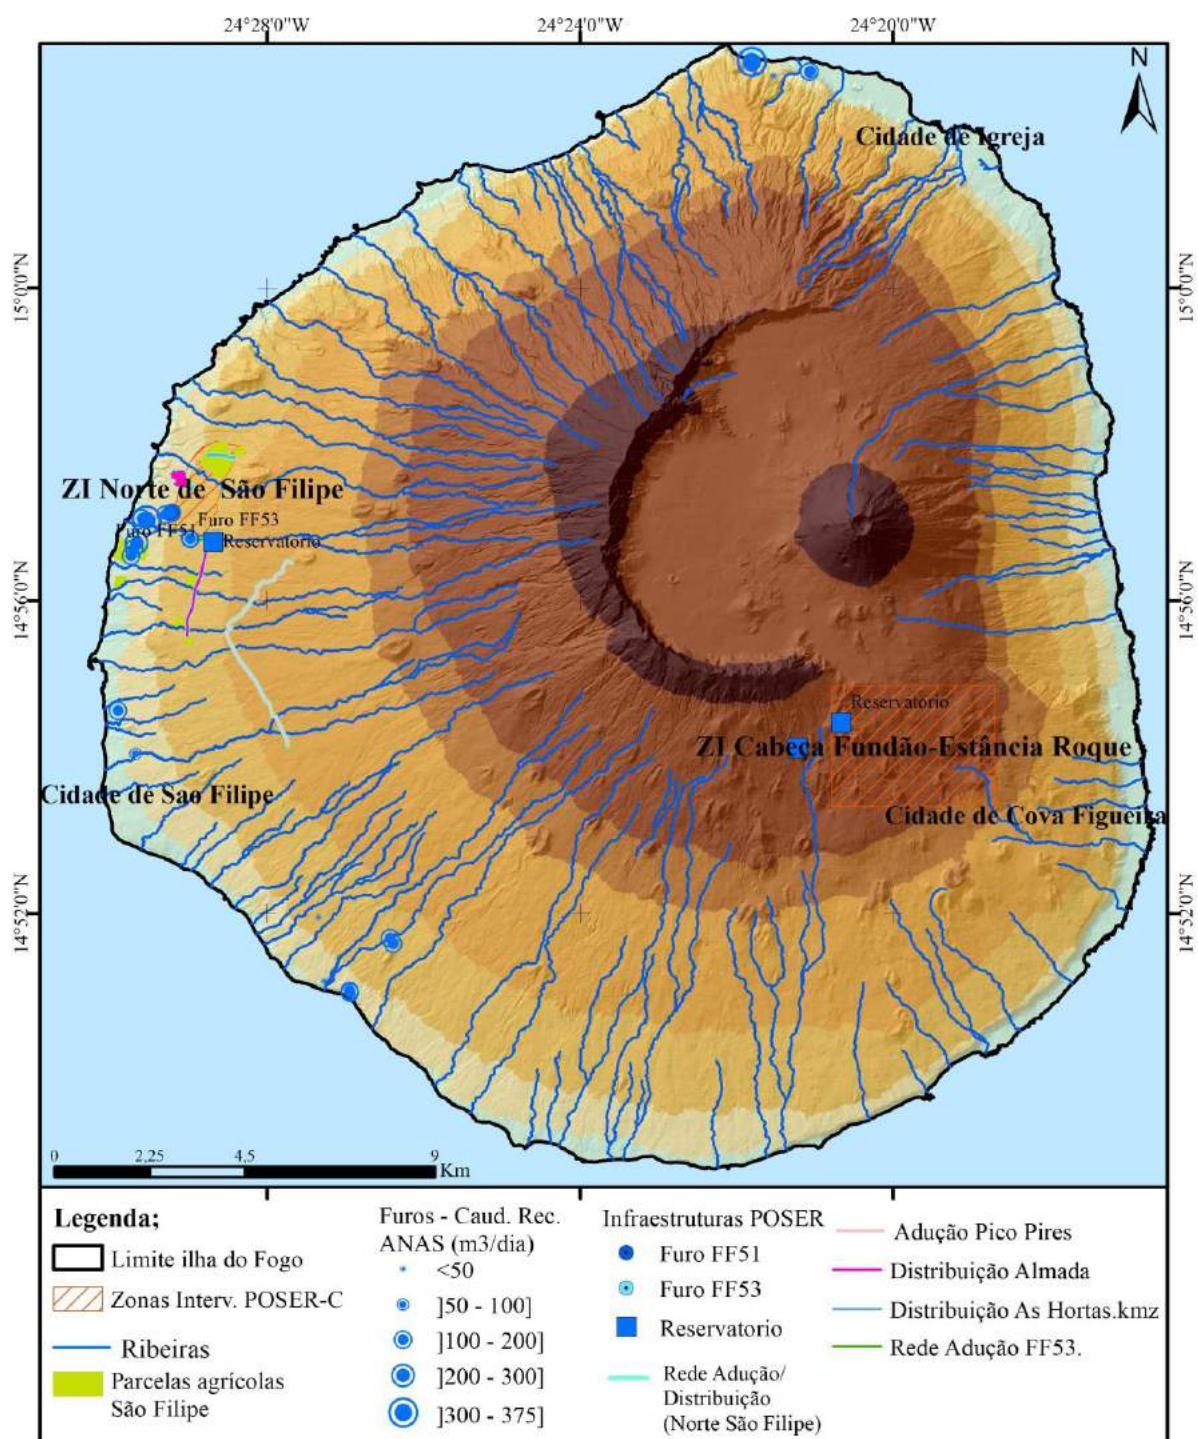 24°28'0"W
24°24'0"W
24°20'0"W
N
Cidade de Igreja
15°0'0"N
15°0'0"N
ZI Norte de São Filipe
Furo FF53
Furo FF51
Reservatório
14°56'0"N
14°56'0"N
Reservatório
ZI Cabeça Fundão-Estância Roque
Cidade de Sao Filipe
Cidade de Cova Figueira
14°52'0"N
14°52'0"N
0
2,25
4,5
9
Km
Legenda;
Limite ilha do Fogo
Zonas Interv. POSER-C
Ribeiras
Parcelas agrícolas
São Filipe
Furos - Caud. Rec.
ANAS (m3/dia)
<50
]50 - 100]
]100 - 200]
]200 - 300]
]300 - 375]
Infraestruturas POSER
Furo FF51
Furo FF53
Reservatorio
Rede Adução/
Distribuição
(Norte São Filipe)
Adução Pico Pires
Distribuição Almada
Distribuição As Hortas.kmz
Rede Adução FF53.